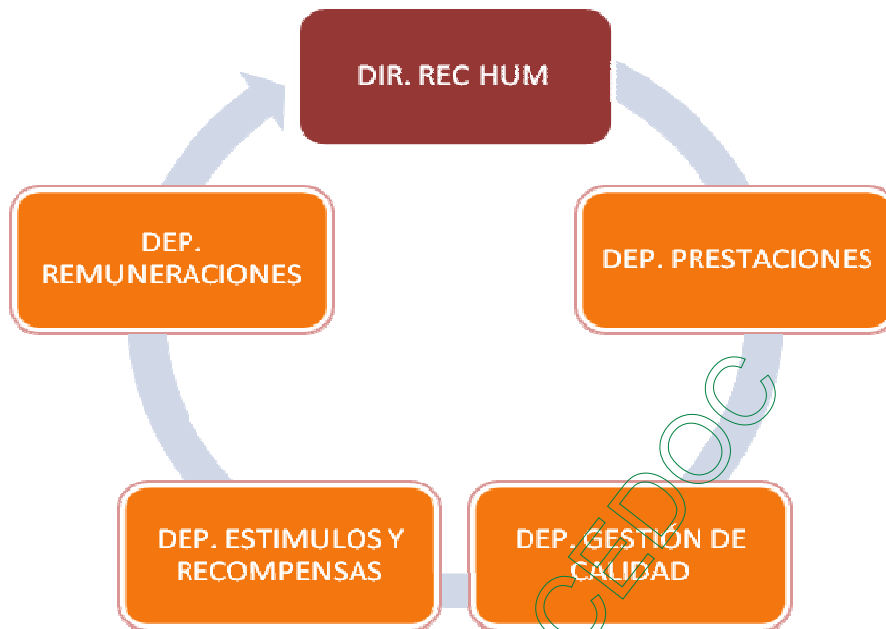 DIR. REC HUM
DEP. PRESTACIONES
DEP. GESTIÓN DE
CALIDAD
DEP. ESTIMULOS Y
RECOMPENSAS
DEP.
REMUNERACIONES
CEDOC